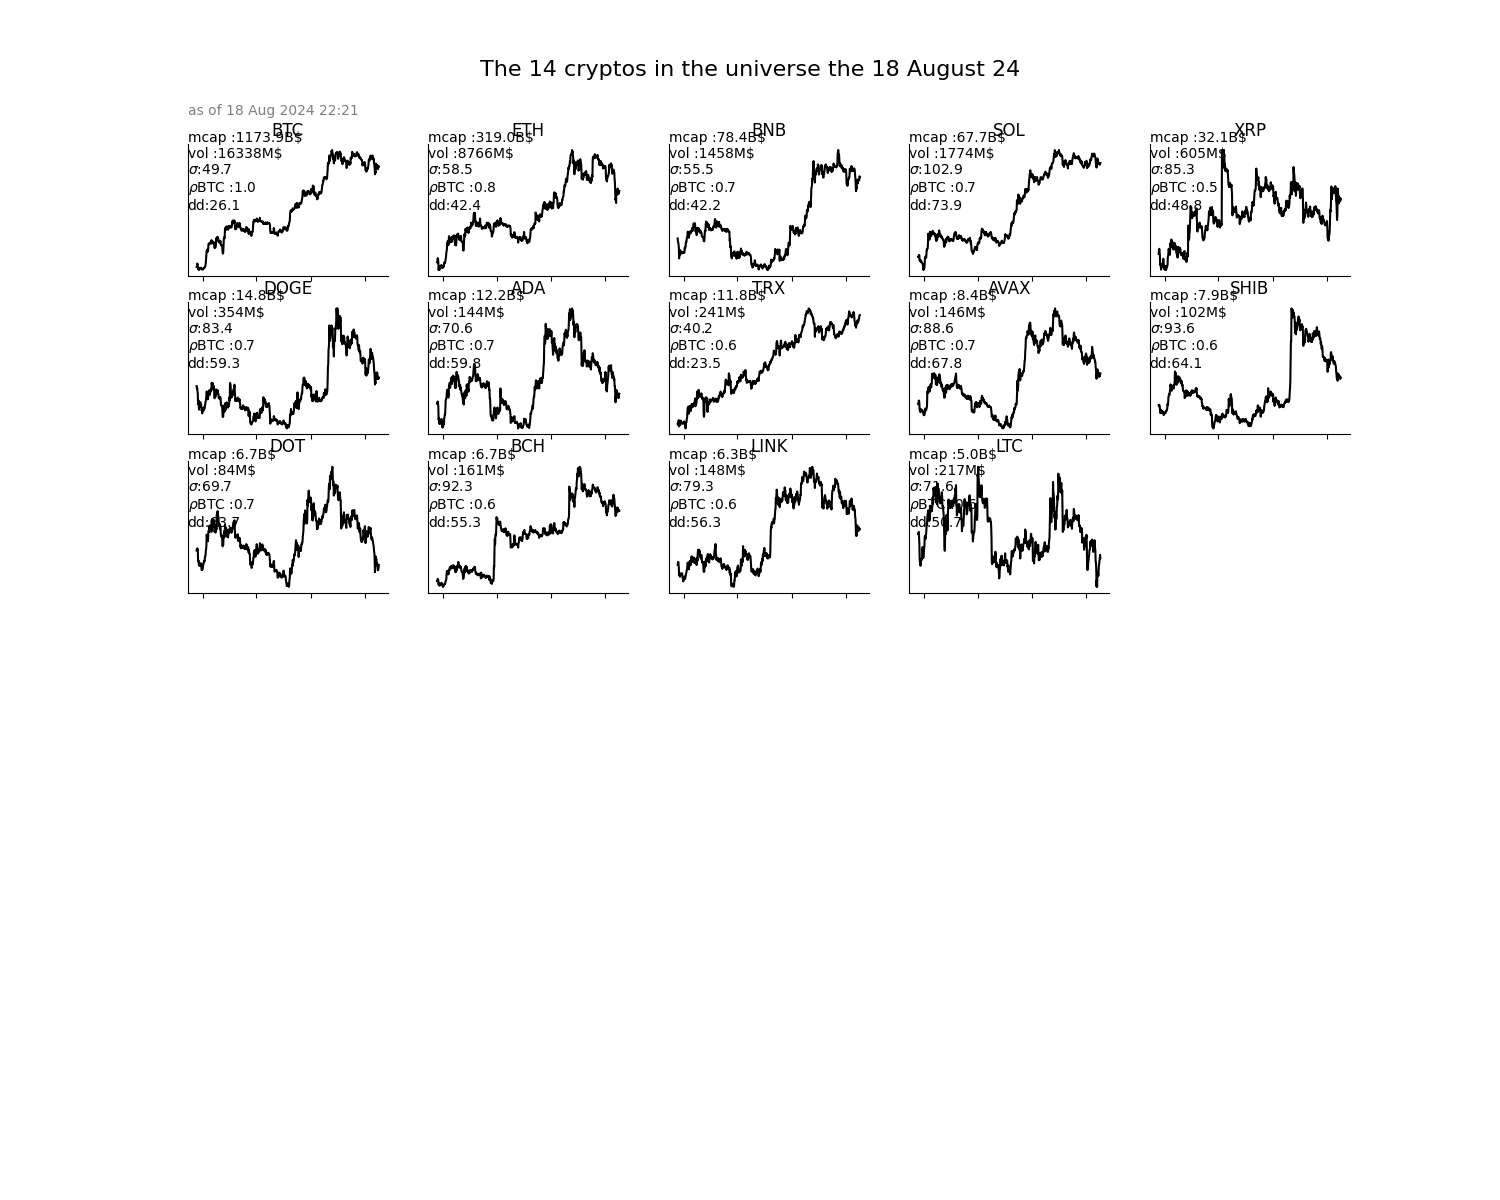 The 14 cryptos in the universe the 18 August 24
as of 18 Aug 2024 22:21
BTC
mcap :1173.9B$
vol :16338M$
σ:49.7
ρBTC :1.0
dd:26.1
ETH
mcap :319.0B$
vol :8766M$
σ:58.5
ρBTC :0.8
dd:42.4
BNB
mcap :78.4B$
vol :1458M$
σ:55.5
ρBTC :0.7
dd:42.2
SOL
mcap :67.7B$
vol :1774M$
σ:102.9
ρBTC :0.7
dd:73.9
XRP
mcap :32.1B$
vol :605M$
σ:85.3
ρBTC :0.5
dd:48.8
DOGE
mcap :14.8B$
vol :354M$
σ:83.4
ρBTC :0.7
dd:59.3
ADA
mcap :12.2B$
vol :144M$
σ:70.6
ρBTC :0.7
dd:59.8
TRX
mcap :11.8B$
vol :241M$
σ:40.2
ρBTC :0.6
dd:23.5
AVAX
mcap :8.4B$
vol :146M$
σ:88.6
ρBTC :0.7
dd:67.8
SHIB
mcap :7.9B$
vol :102M$
σ:93.6
ρBTC :0.6
dd:64.1
DOT
mcap :6.7B$
vol :84M$
σ:69.7
ρBTC :0.7
BCH
mcap :6.7B$
vol :161M$
σ:92.3
ρBTC :0.6
dd:55.3
LINK
mcap :6.3B$
vol :148M$
σ:79.3
ρBTC :0.6
dd:56.3
LTC
mcap :5.0B$
vol :217M$
σ:71.6